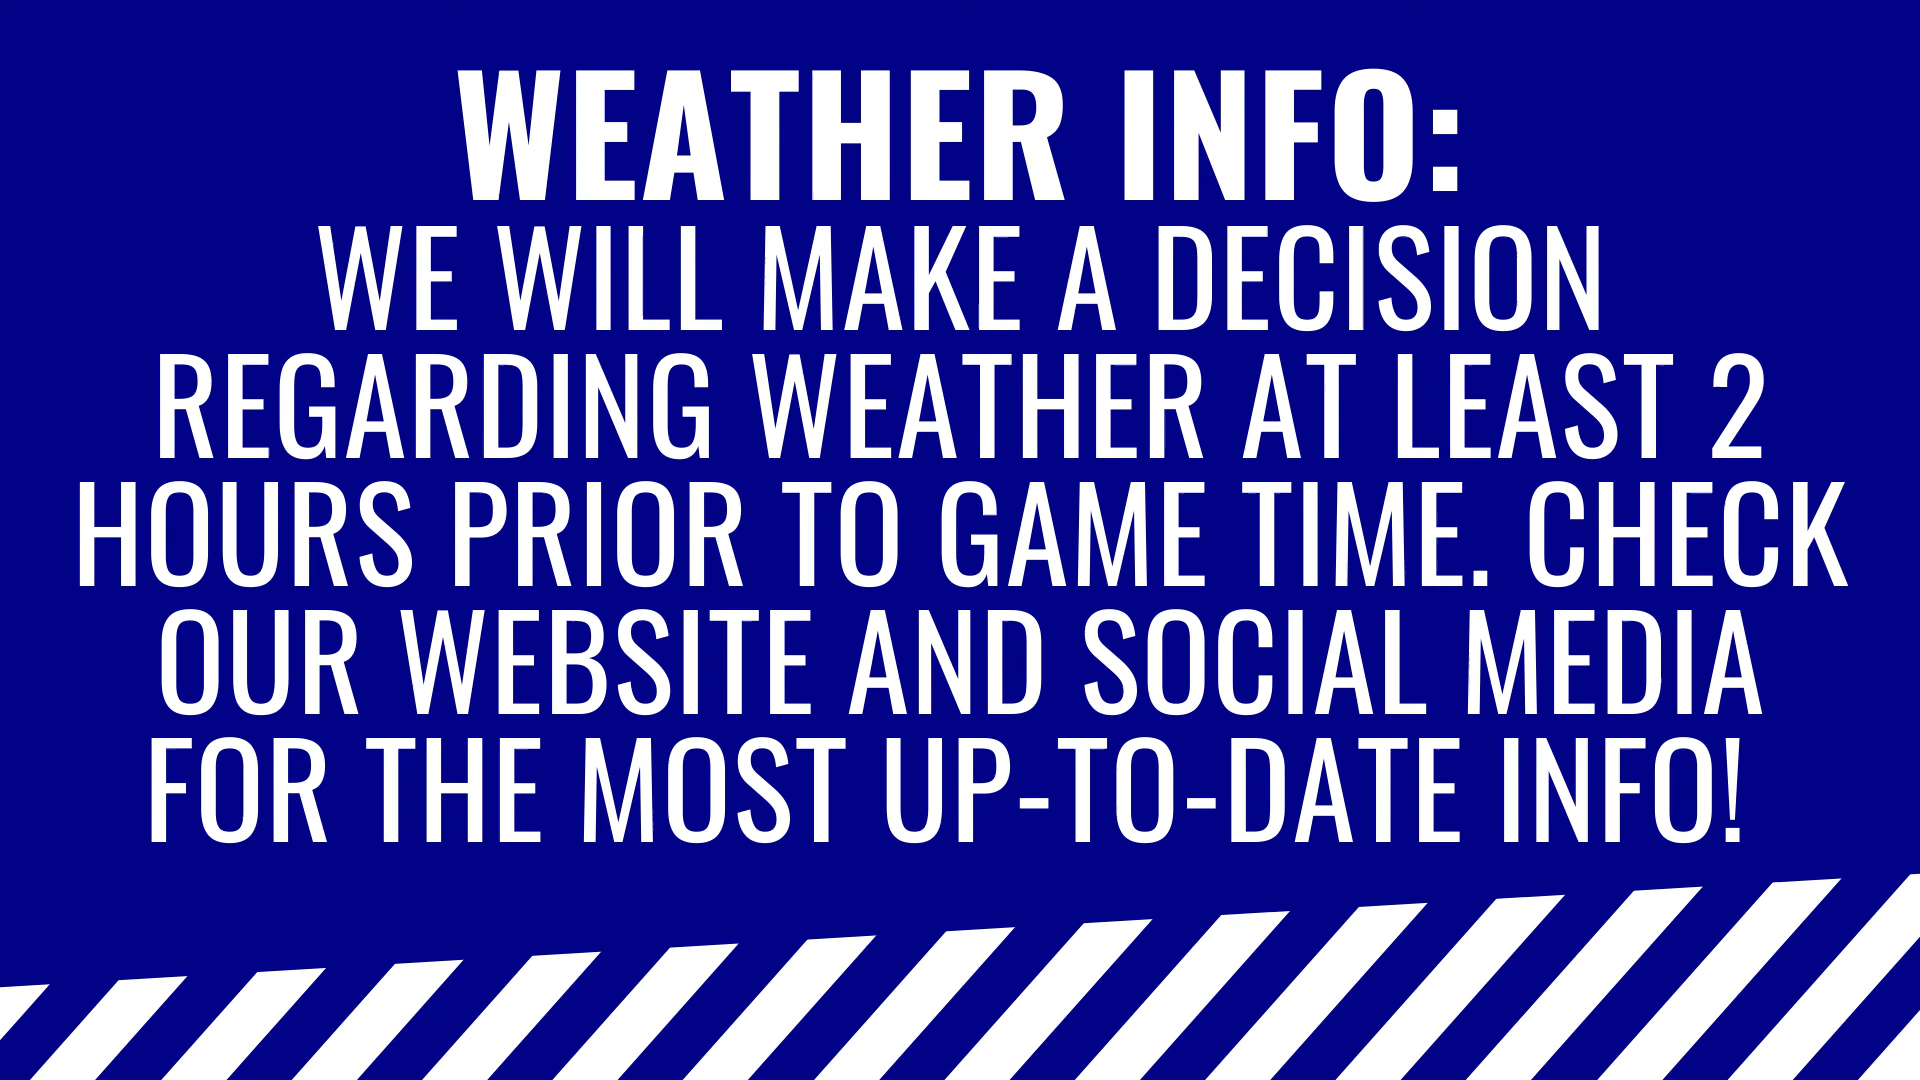 WEATHER INFO:
WE WILL MAKE A DECISION
REGARDING WEATHER AT LEAST 2
HOURS PRIOR TO GAME TIME. CHECK
OUR WEBSITE AND SOCIAL MEDIA
FOR THE MOST UP-TO-DATE INFO!